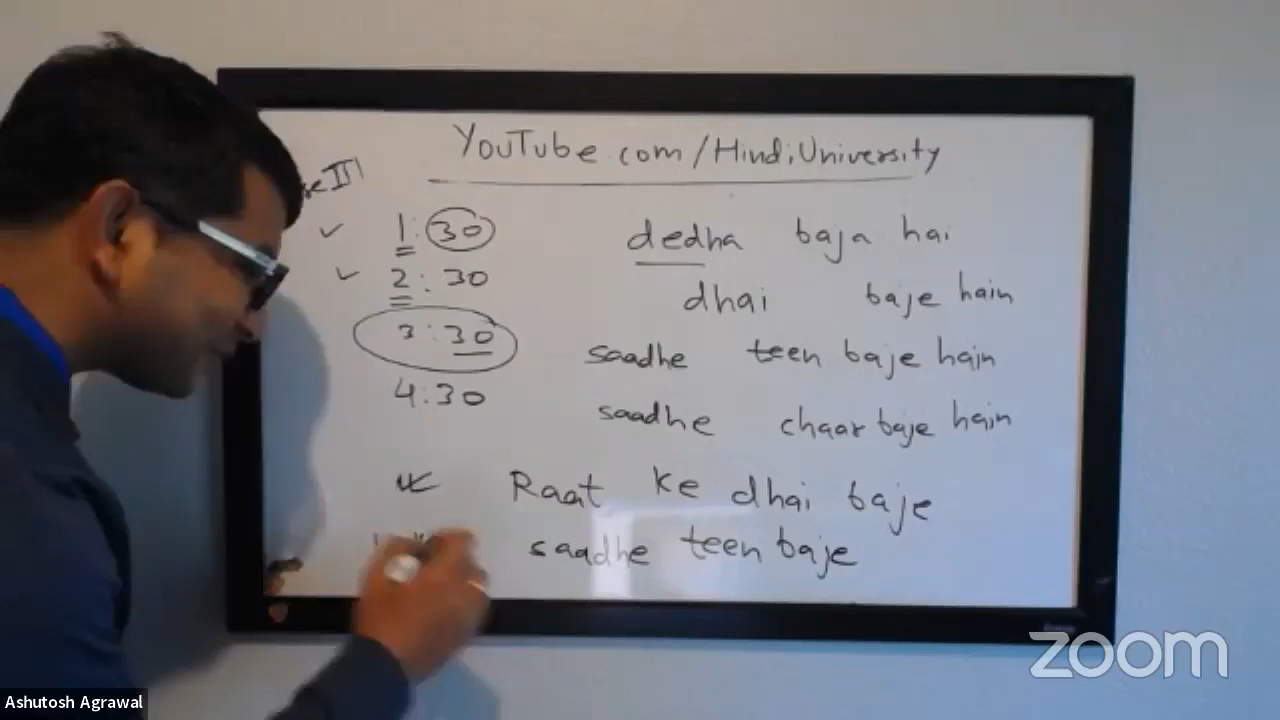 YouTube.com/HindiUniversity
1:30 dedha baja hai
2:30 dhai baje hain
3:30 saadhe teen baje hain
4:30 saadhe chaar baje hain
Raat ke dhai baje
saadhe teen baje
zoom
Ashutosh Agrawal